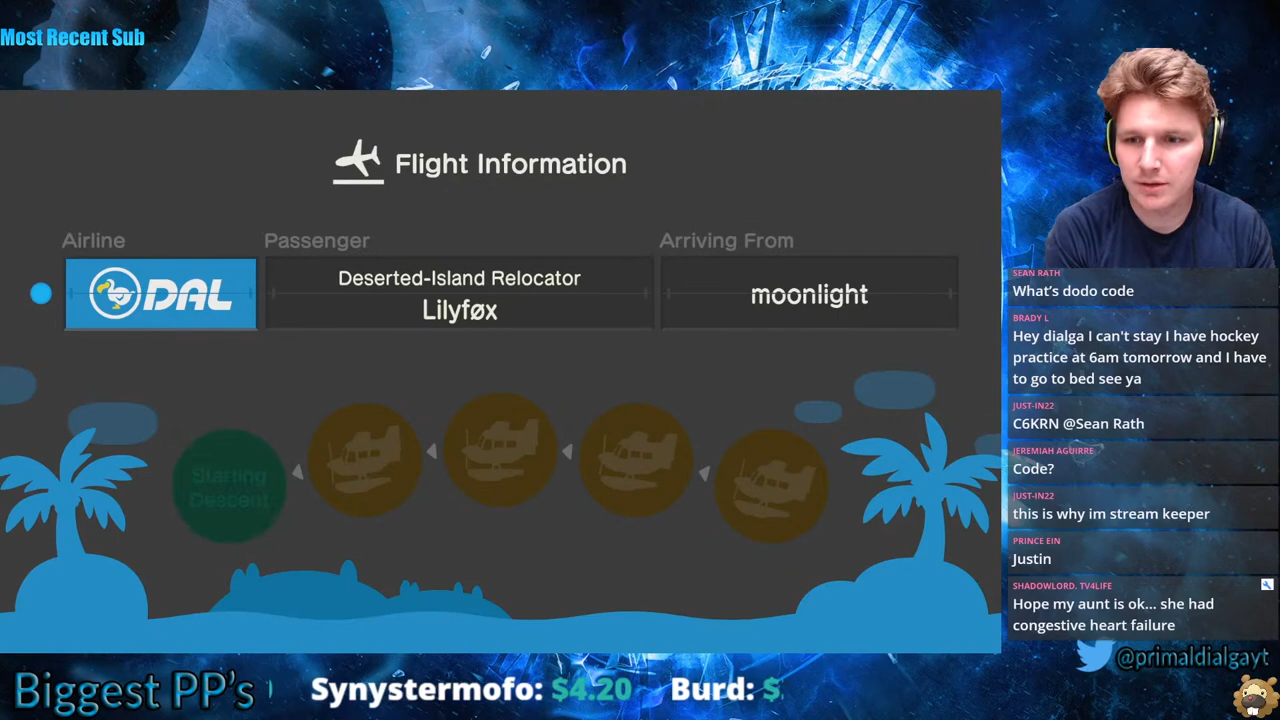 Most Recent Sub
Flight Information
Airline
Passenger
Arriving From
DAL
Deserted-Island Relocator
Lilyføx
moonlight
Starting
Descent
SEAN RATH
What's dodo code
BRADY L
Hey dialga I can't stay I have hockey
practice at 6am tomorrow and I have
to go to bed see ya
JUST-IN22
C6KRN @Sean Rath
JEREMIAH AGUIRRE
Code?
JUST-IN22
this is why im stream keeper
PRINCE EIN
Justin
SHADOWLORD. TV4LIFE
Hope my aunt is ok... she had
congestive heart failure
@primaldialgayt
Biggest PP's
Synystermofo: $4.20
Burd: $